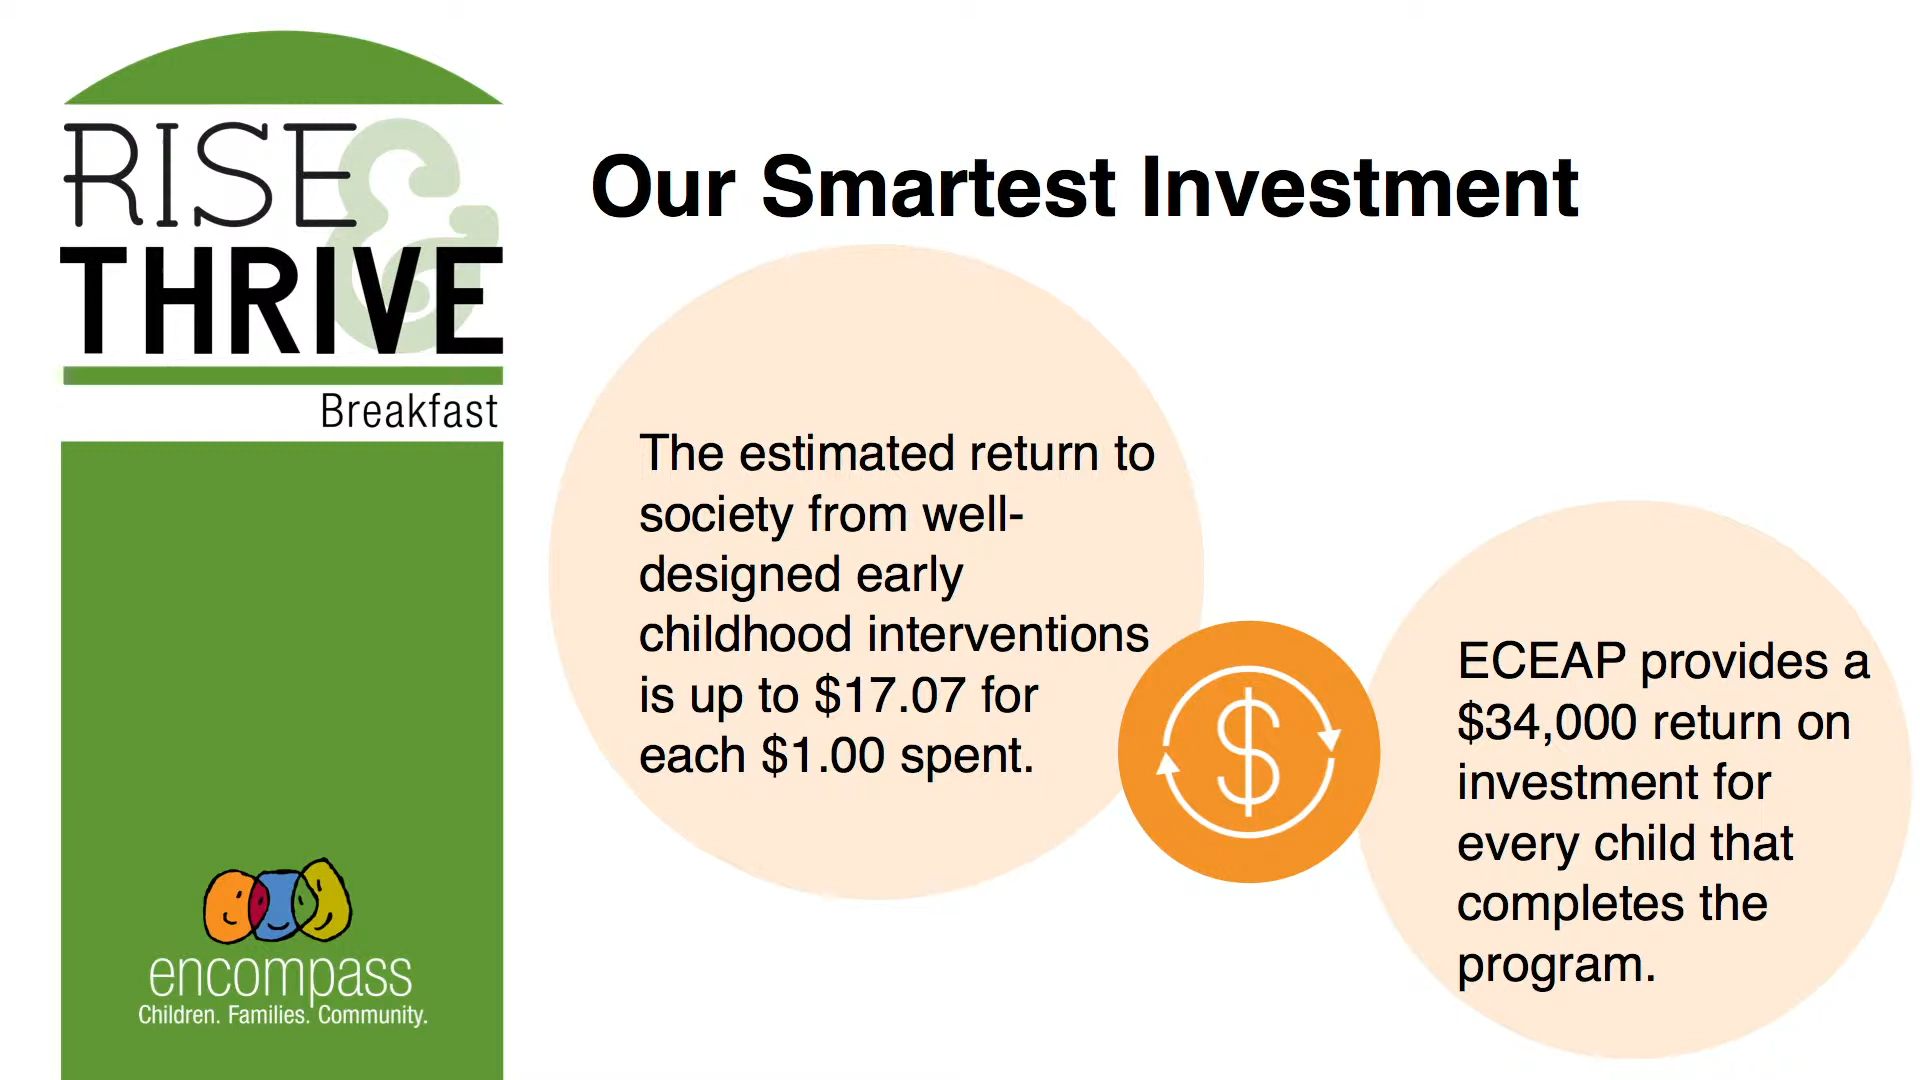 RISE &
THRIVE
Breakfast
encompass
Children. Families. Community.
Our Smartest Investment
The estimated return to
society from well-
designed early
childhood interventions
is up to $17.07 for
each $1.00 spent.
$
ECEAP provides a
$34,000 return on
investment for
every child that
completes the
program.